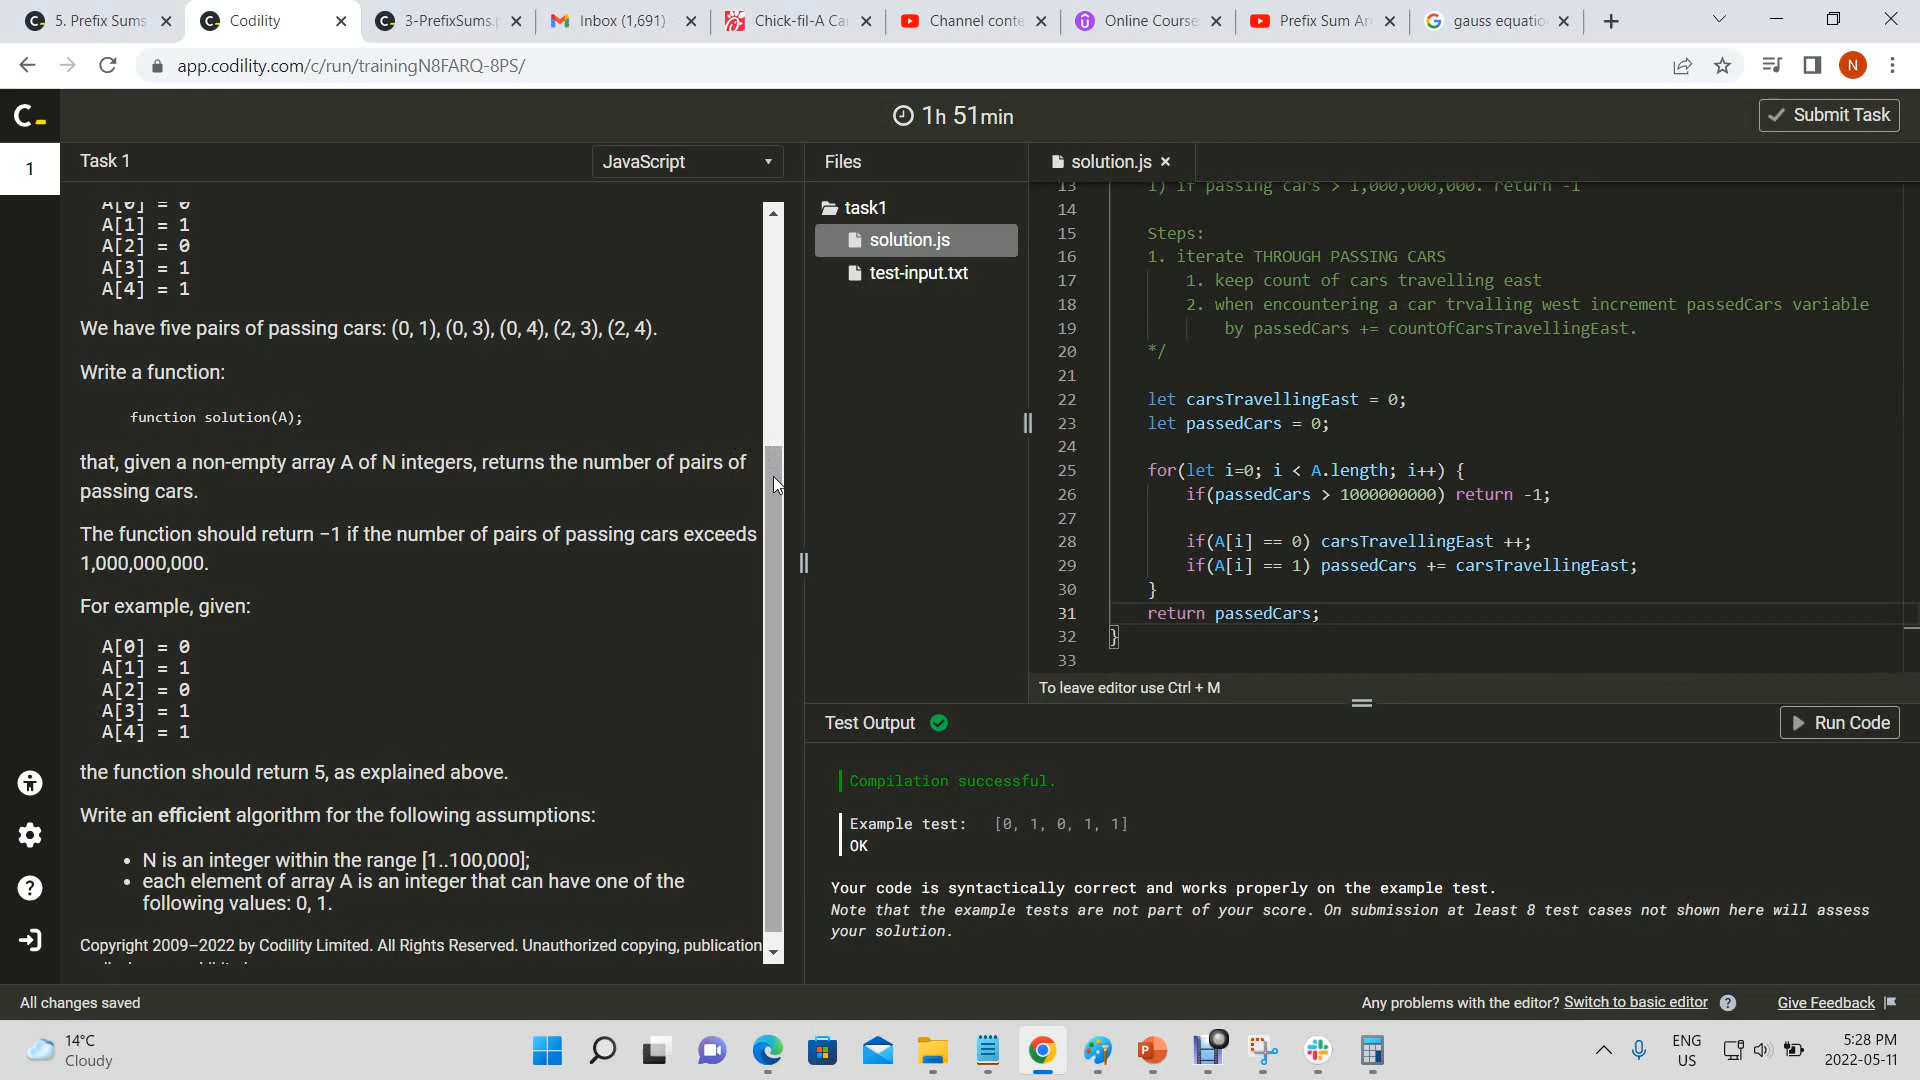 5. Prefix Sums
Codility
3-PrefixSums.p
Inbox (1,691)
Chick-fil-A Ca
Channel conte
Online Course
Prefix Sum Ar
gauss equatio
app.codility.com/c/run/trainingN8FARQ-8PS/
N
C_
1h 51min
Submit Task
1
Task 1
JavaScript
Files
solution.js
task1
solution.js
test-input.txt
A[0] = 0
A[1] = 1
A[2] = 0
A[3] = 1
A[4] = 1
We have five pairs of passing cars: (0, 1), (0, 3), (0, 4), (2, 3), (2, 4).
Write a function:
function solution(A);
that, given a non-empty array A of N integers, returns the number of pairs of
passing cars.
The function should return −1 if the number of pairs of passing cars exceeds
1,000,000,000.
For example, given:
A[0] = 0
A[1] = 1
A[2] = 0
A[3] = 1
A[4] = 1
the function should return 5, as explained above.
Write an efficient algorithm for the following assumptions:
• N is an integer within the range [1..100,000];
• each element of array A is an integer that can have one of the
following values: 0, 1.
Copyright 2009–2022 by Codility Limited. All Rights Reserved. Unauthorized copying, publication
13 1) if passing cars > 1,000,000,000. return -1
14
15 Steps:
16 1. iterate THROUGH PASSING CARS
17 1. keep count of cars travelling east
18 2. when encountering a car trvalling west increment passedCars variable
19 by passedCars += countOfCarsTravellingEast.
20 */
21
22 let carsTravellingEast = 0;
23 let passedCars = 0;
24
25 for(let i=0; i < A.length; i++) {
26 if(passedCars > 1000000000) return -1;
27
28 if(A[i] == 0) carsTravellingEast ++;
29 if(A[i] == 1) passedCars += carsTravellingEast;
30 }
31 return passedCars;
32 }
33
To leave editor use Ctrl + M
Test Output
Run Code
Compilation successful.
Example test: [0, 1, 0, 1, 1]
OK
Your code is syntactically correct and works properly on the example test.
Note that the example tests are not part of your score. On submission at least 8 test cases not shown here will assess
your solution.
All changes saved
Any problems with the editor? Switch to basic editor ?
Give Feedback
14°C
Cloudy
ENG
US
5:28 PM
2022-05-11